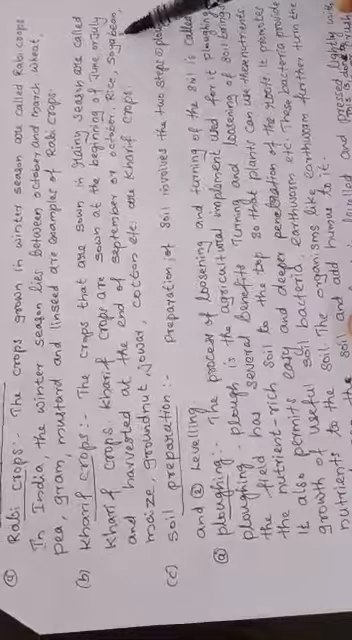 (a) Rabi crops:- The crops grown in winter season are called Rabi crops
In India, the winter season lies between october and march wheat,
pea gram, mustard and linseed are examples of Rabi crops.
(b) Kharif crops:- The crops that are sown in rainy season are called
Kharif crops. Kharif crops are sown at the beginning of June or July
and harvested at the end of september or october. Rice, Soyabean,
maize, groundnut, Jowar, cotton etc. are kharif crops.
(c) Soil preparation:- preparation of soil involves the two steps
and ② Levelling
ⓐ ploughing:- The process of loosening and turning of the soil is called
ploughing. plough is the agricultural implement used for it ploughing
the field has several benefits Turning and loosening of soil brings
the nutrient-rich soil to the top so that plants can use these nutrients.
It also permits easy and deeper penetration of the roots. It promotes
growth of useful soil bacteria, earthworm etc. These bacteria provide
nutrients to the soil. The organisms like earthworm further turn the
soil and add humus to it.
levelled and pressed lightly with